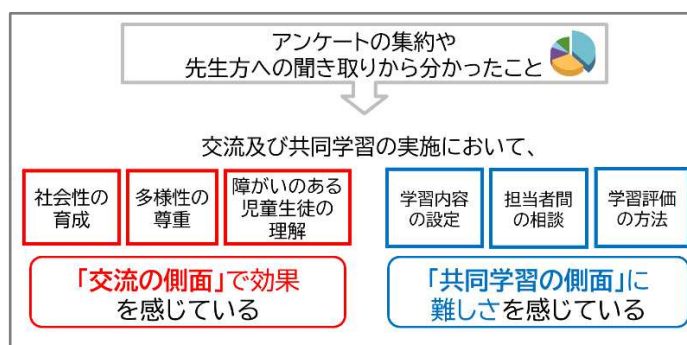 アンケートの集約や
先生方への聞き取りから分かったこと
交流及び共同学習の実施において、
社会性の
育成
多様性の
尊重
障がいのある
児童生徒の
理解
「交流の側面」で効果
を感じている
学習内容
の設定
担当者間
の相談
学習評価
の方法
「共同学習の側面」に
難しさを感じている